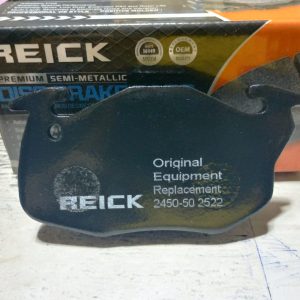 REICK
OEM
PREMIUM SEMI-METALLIC
Original
Equipment
Replacement
REICK 2450-50 2522